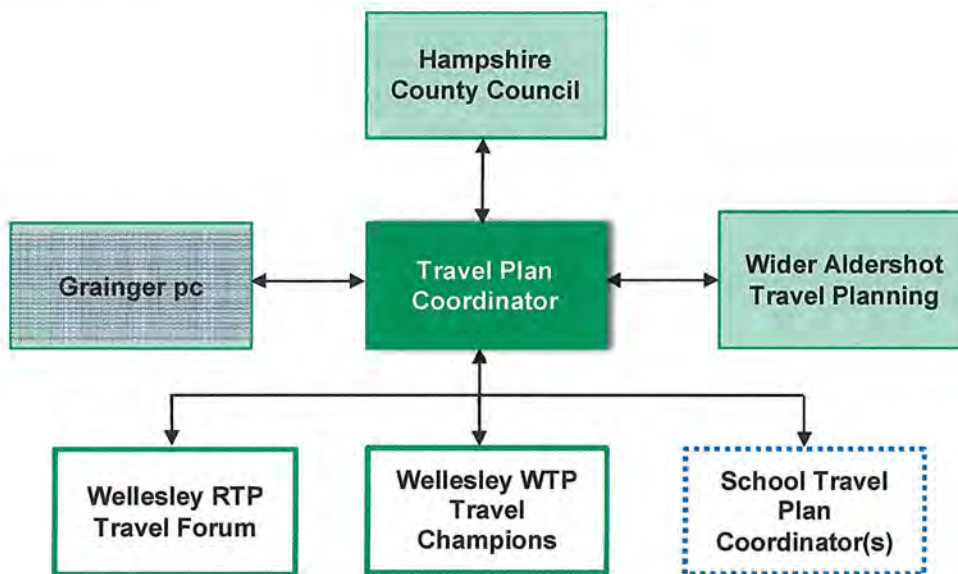 Hampshire
County Council
Grainger pc
Travel Plan
Coordinator
Wider Aldershot
Travel Planning
Wellesley RTP
Travel Forum
Wellesley WTP
Travel
Champions
School Travel
Plan
Coordinator(s)